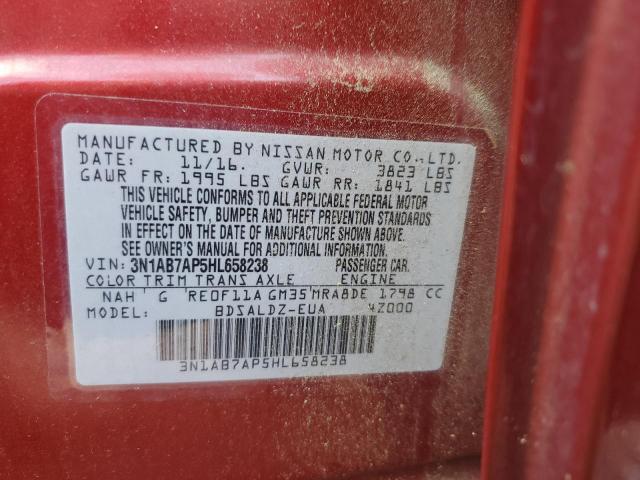 MANUFACTURED BY NISSAN MOTOR CO., LTD.
DATE: 11/16. GVWR: 3823 LBS
GAWR FR: 1995 LBS GAWR RR: 1841 LBS
THIS VEHICLE CONFORMS TO ALL APPLICABLE FEDERAL MOTOR
VEHICLE SAFETY, BUMPER AND THEFT PREVENTION STANDARDS
IN EFFECT ON THE DATE OF MANUFACTURE SHOWN ABOVE.
SEE OWNER'S MANUAL FOR ADDITIONAL INFORMATION.
VIN: 3N1AB7AP5HL658238 PASSENGER CAR.
COLOR TRIM TRANS AXLE ENGINE
NAH G RE0F11A GM35 MRA8DE 1798 CC
MODEL: BDSALDZ-EUA 4Z000
3N1AB7AP5HL658238